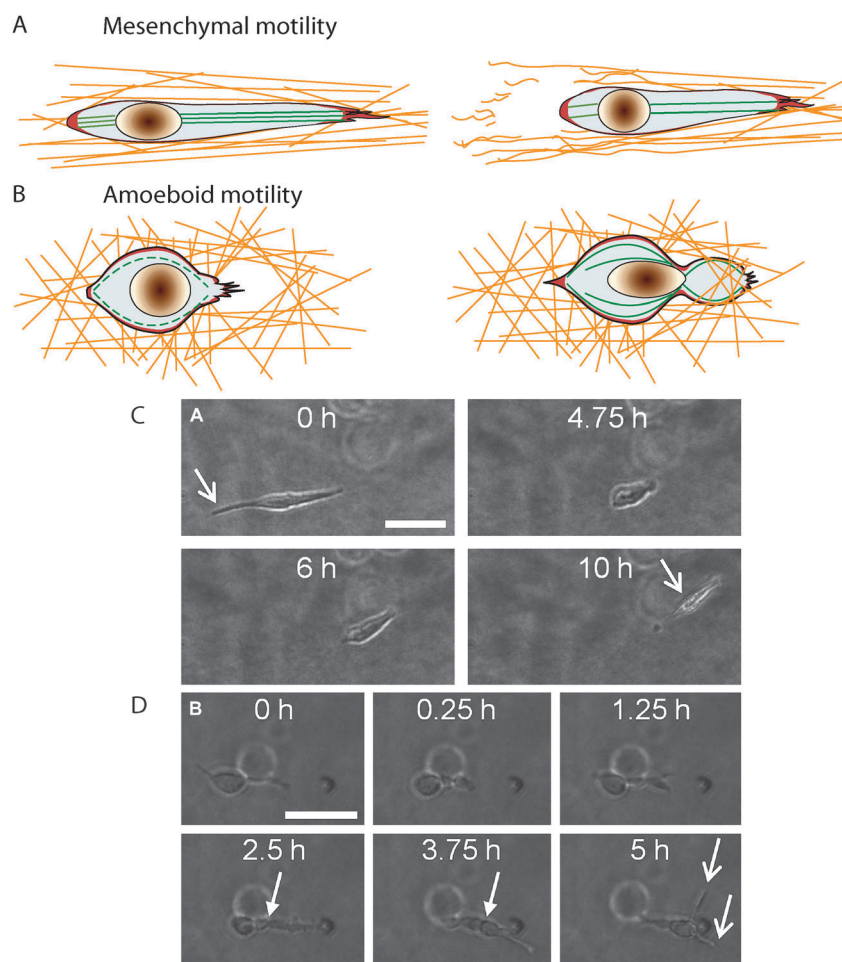 A Mesenchymal motility
B Amoeboid motility
C A 0 h 4.75 h
6 h 10 h
D B 0 h 0.25 h 1.25 h
2.5 h 3.75 h 5 h